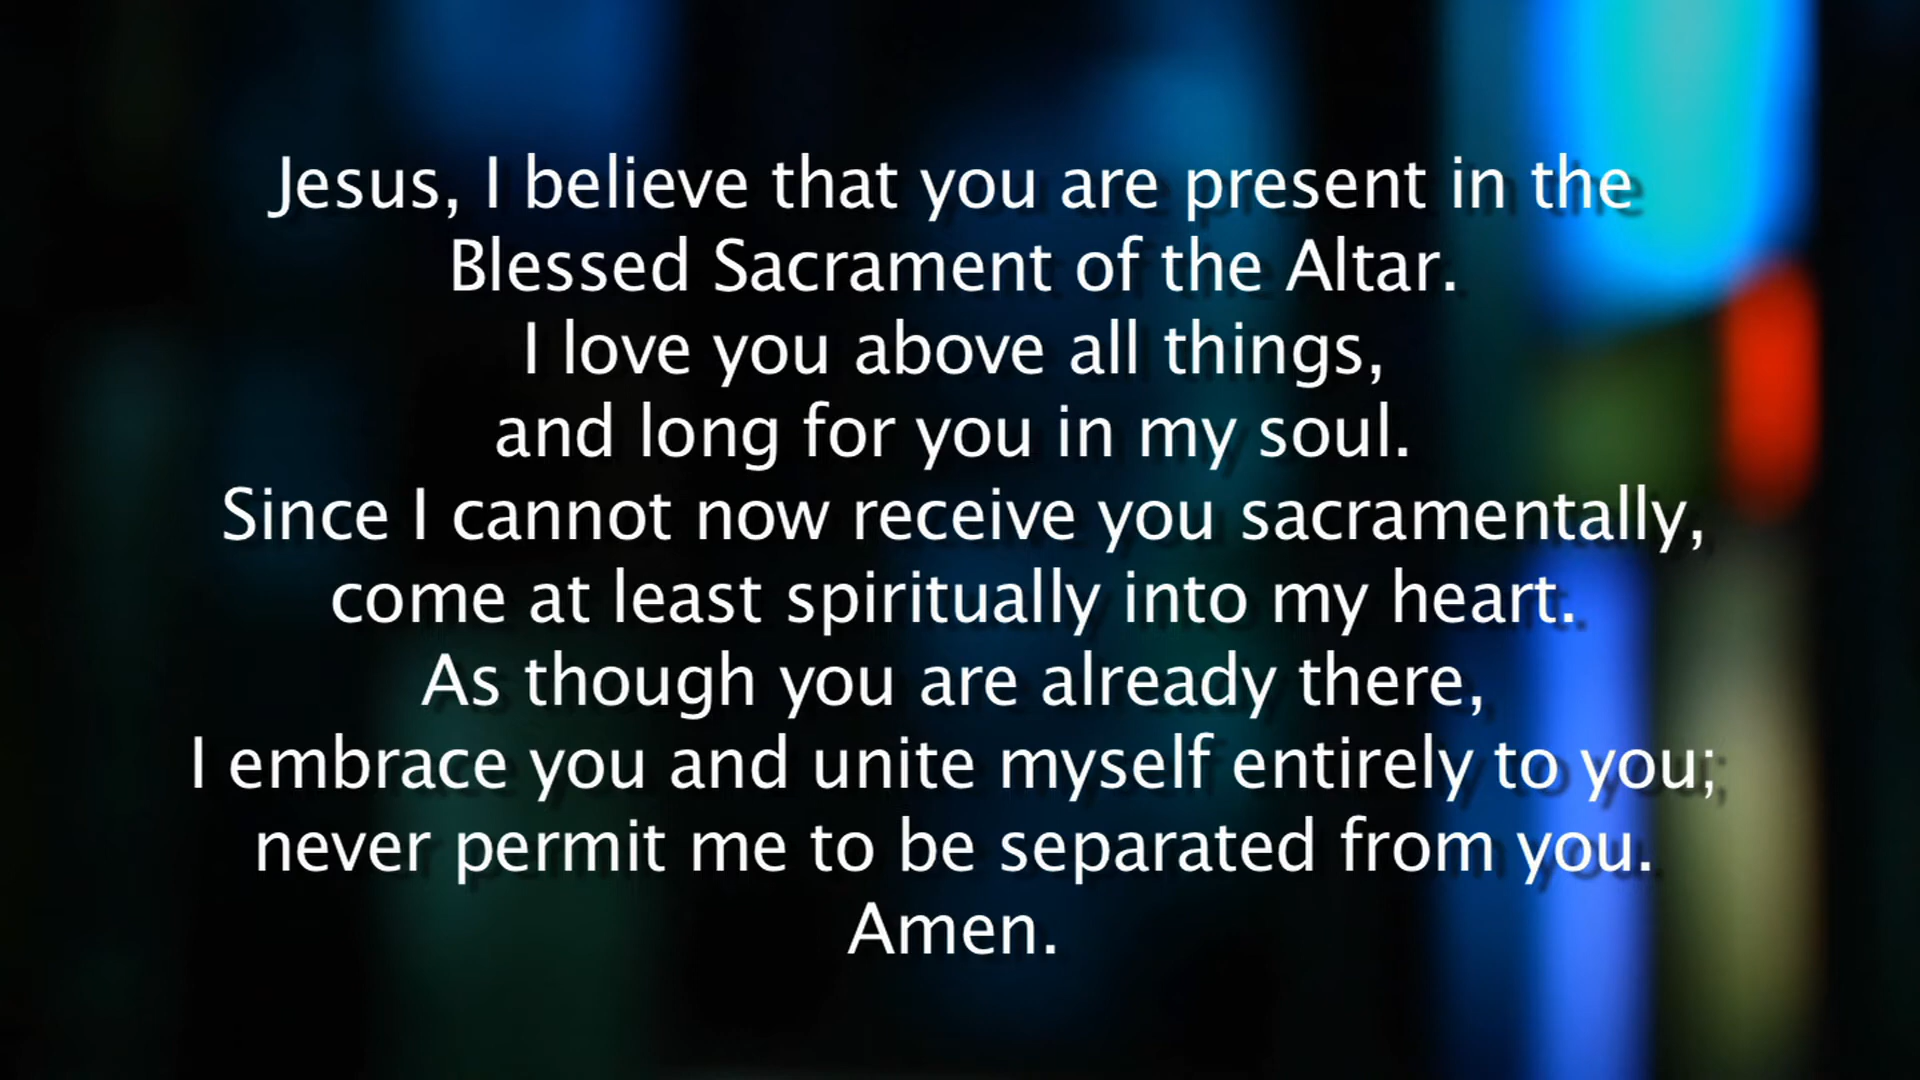 Jesus, I believe that you are present in the
Blessed Sacrament of the Altar.
I love you above all things,
and long for you in my soul.
Since I cannot now receive you sacramentally,
come at least spiritually into my heart.
As though you are already there,
I embrace you and unite myself entirely to you;
never permit me to be separated from you.
Amen.